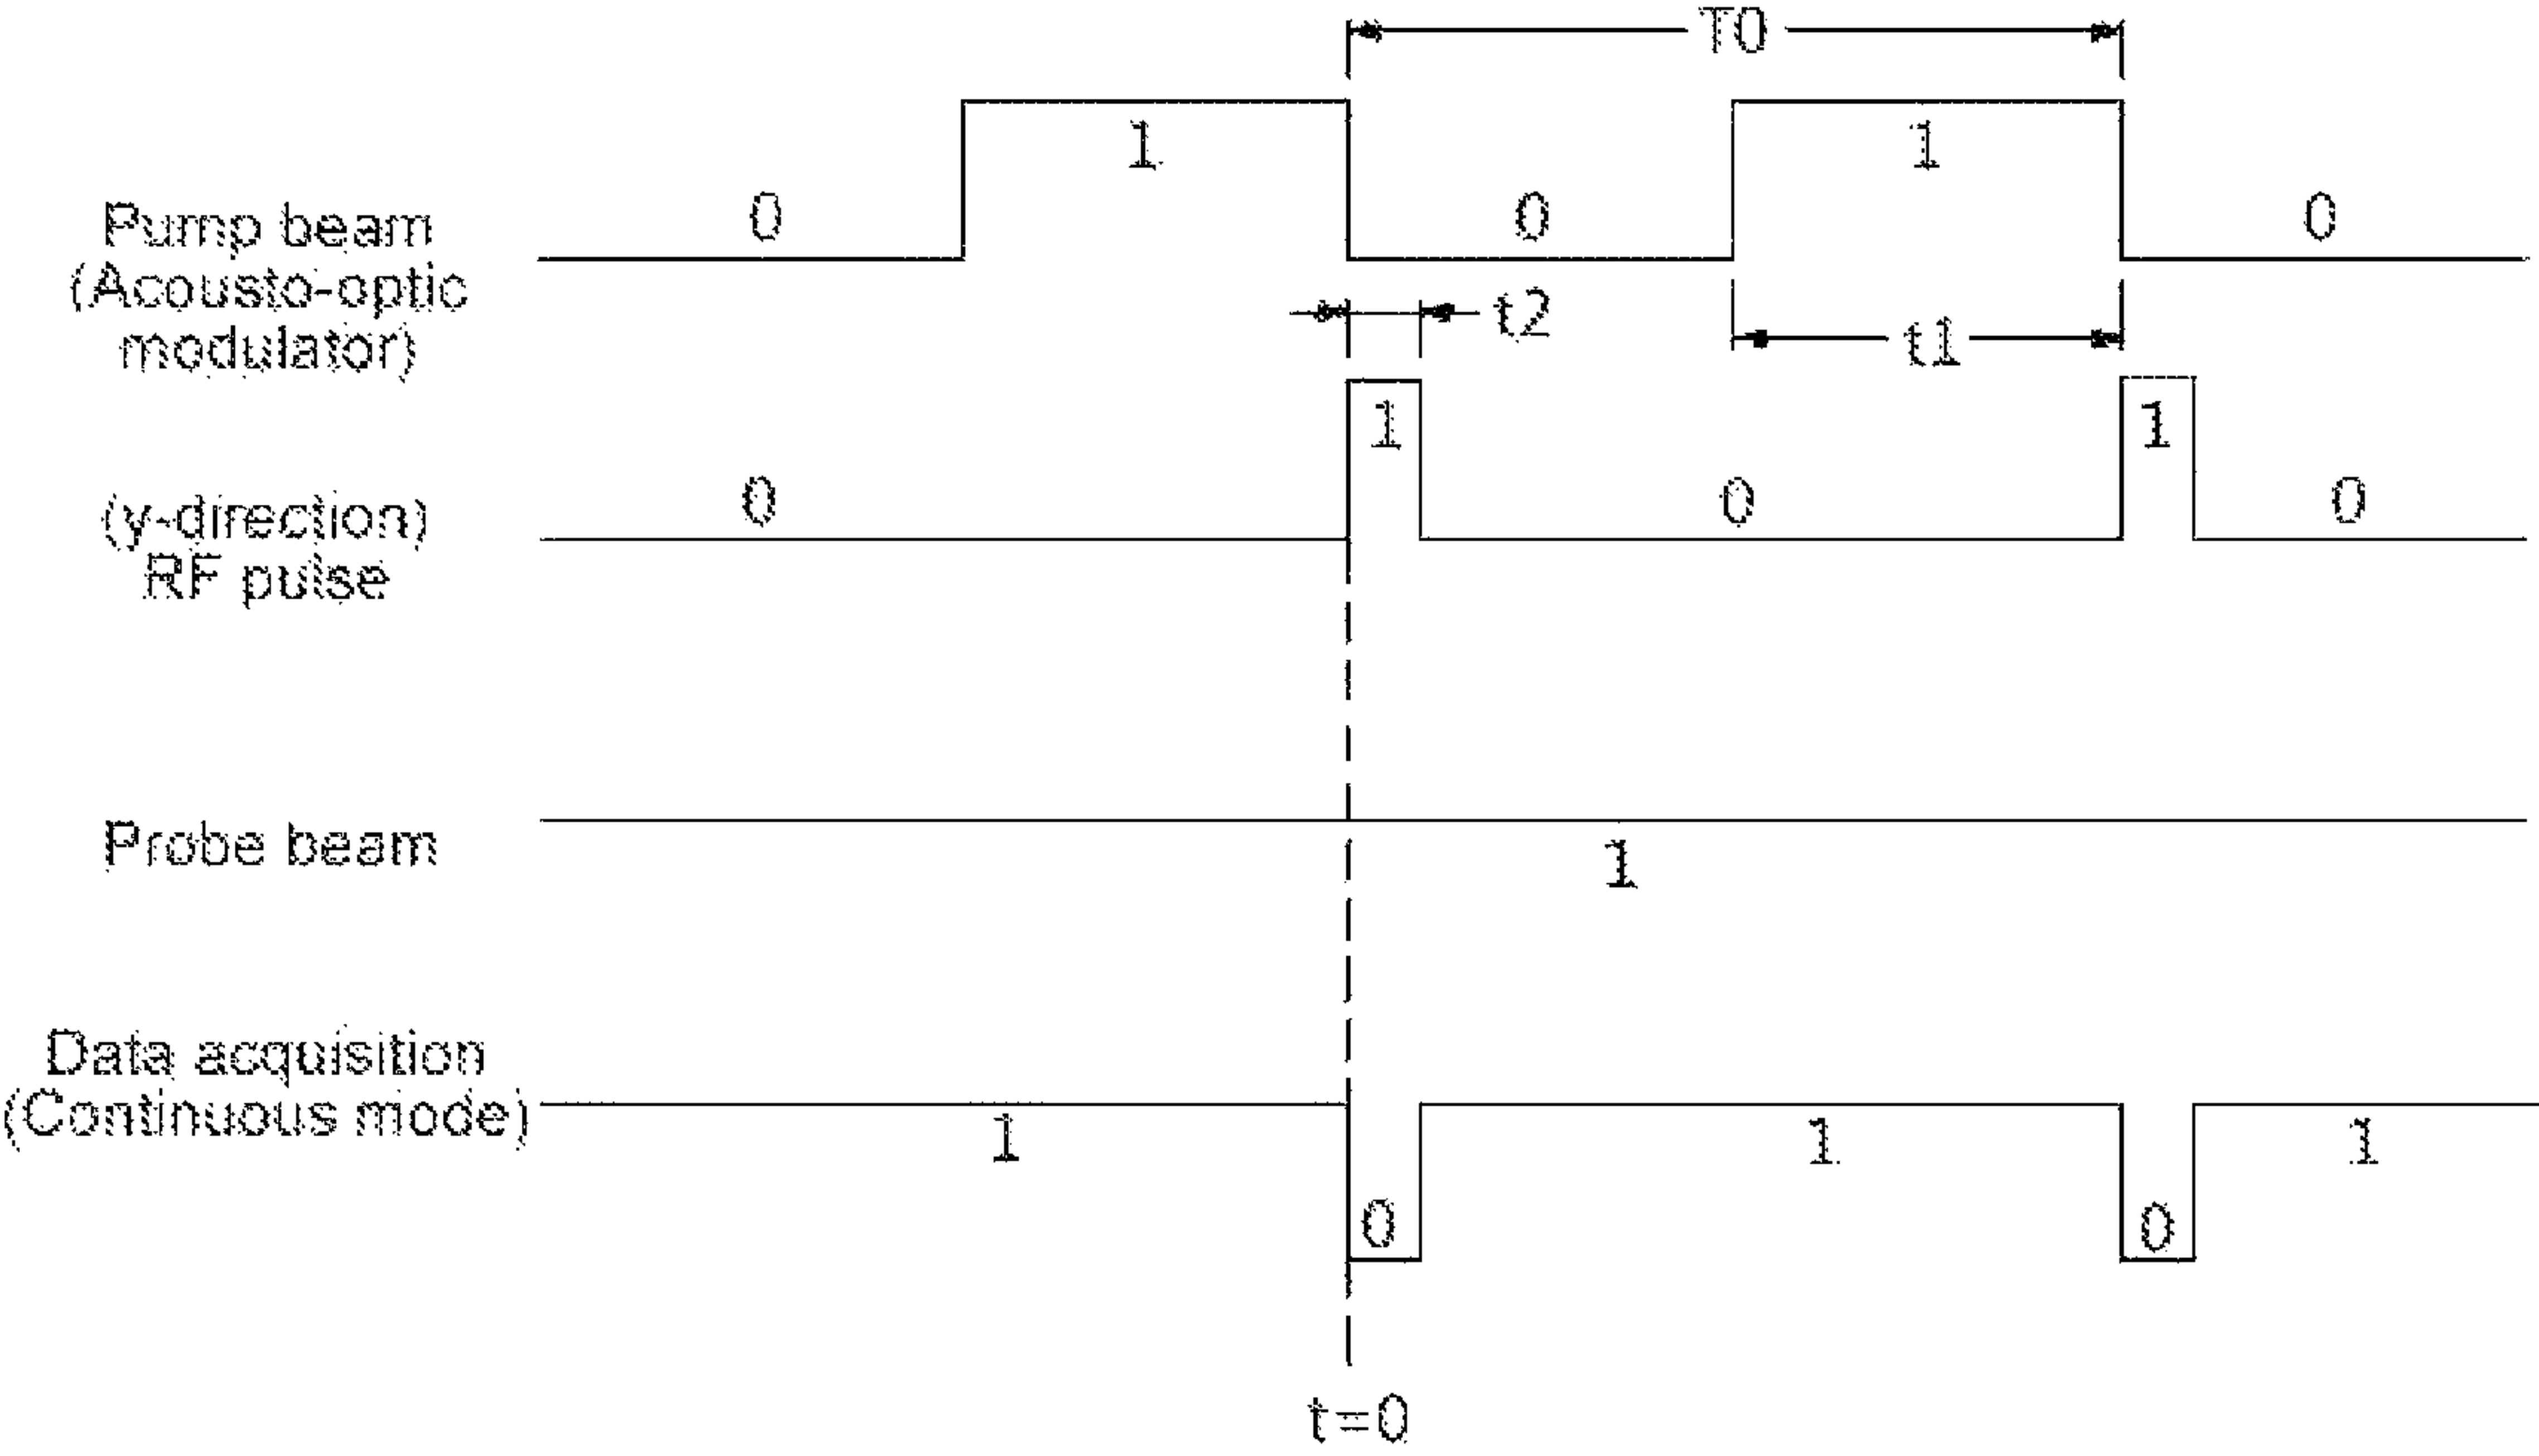 T0
1
1
0
0
0
Pump beam
(Acousto-optic
modulator)
t2
t1
1
1
0
0
0
(y-direction)
RF pulse
Probe beam
1
Data acquisition
(Continuous mode)
1
1
1
0
0
t=0